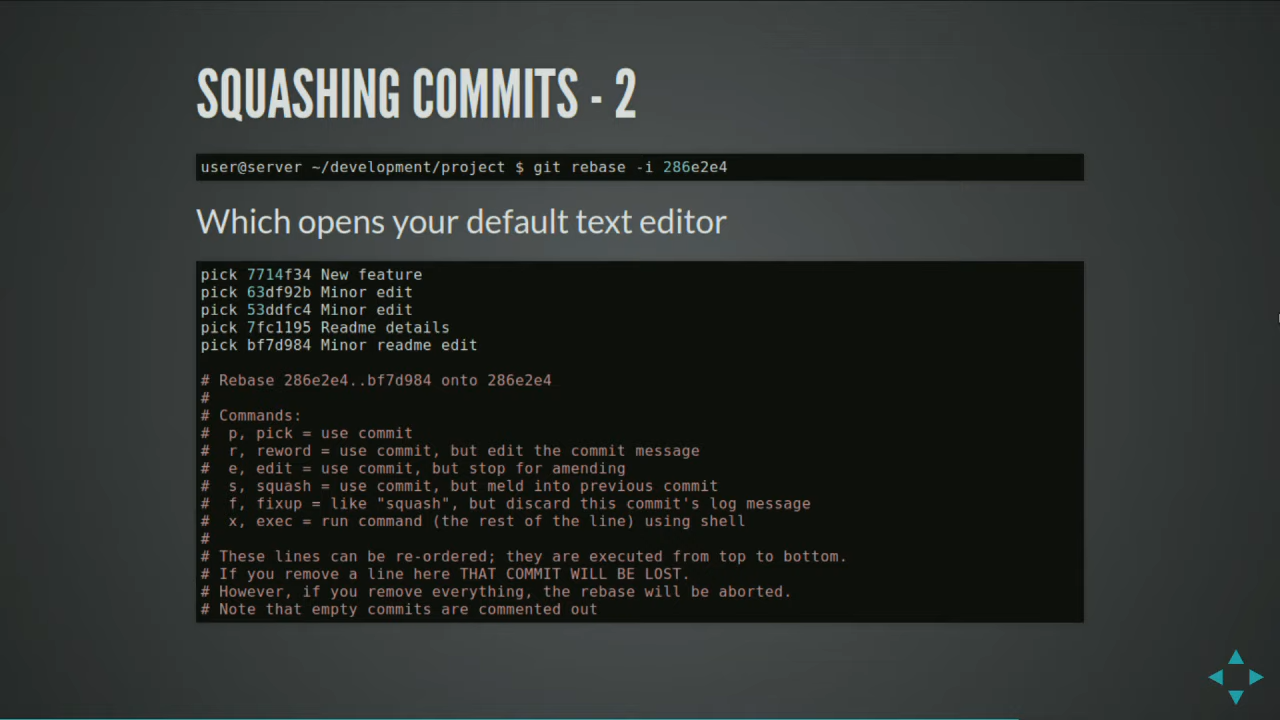 SQUASHING COMMITS - 2
user@server ~/development/project $ git rebase -i 286e2e4
Which opens your default text editor
pick 7714f34 New feature
pick 63df92b Minor edit
pick 53ddfc4 Minor edit
pick 7fc1195 Readme details
pick bf7d984 Minor readme edit
# Rebase 286e2e4..bf7d984 onto 286e2e4
#
# Commands:
#  p, pick = use commit
#  r, reword = use commit, but edit the commit message
#  e, edit = use commit, but stop for amending
#  s, squash = use commit, but meld into previous commit
#  f, fixup = like "squash", but discard this commit's log message
#  x, exec = run command (the rest of the line) using shell
#
# These lines can be re-ordered; they are executed from top to bottom.
# If you remove a line here THAT COMMIT WILL BE LOST.
# However, if you remove everything, the rebase will be aborted.
# Note that empty commits are commented out